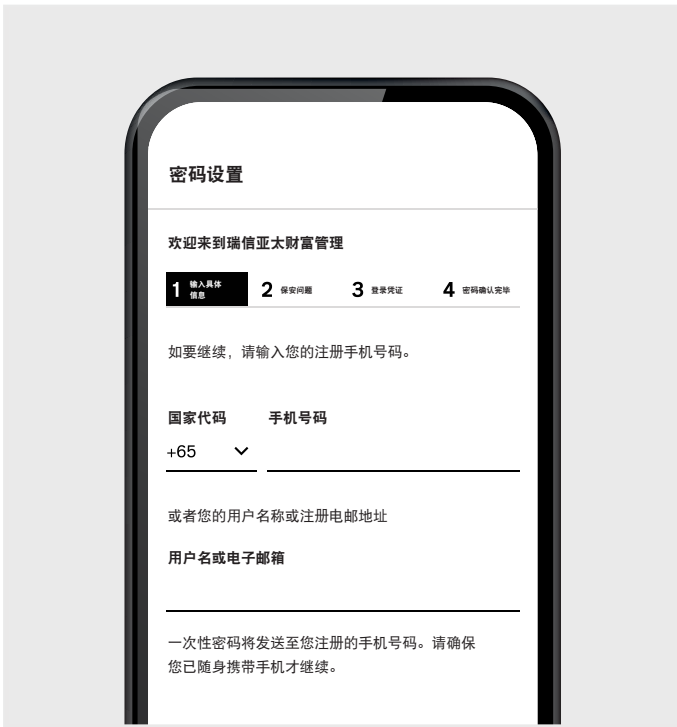 密码设置
欢迎来到瑞信亚太财富管理
1 输入具体
信息
2 保安问题
3 登录凭证
4 密码确认完毕
如要继续，请输入您的注册手机号码。
国家代码 手机号码
+65
或者您的用户名称或注册电邮地址
用户名或电子邮箱
一次性密码将发送至您注册的手机号码。请确保
您已随身携带手机才继续。